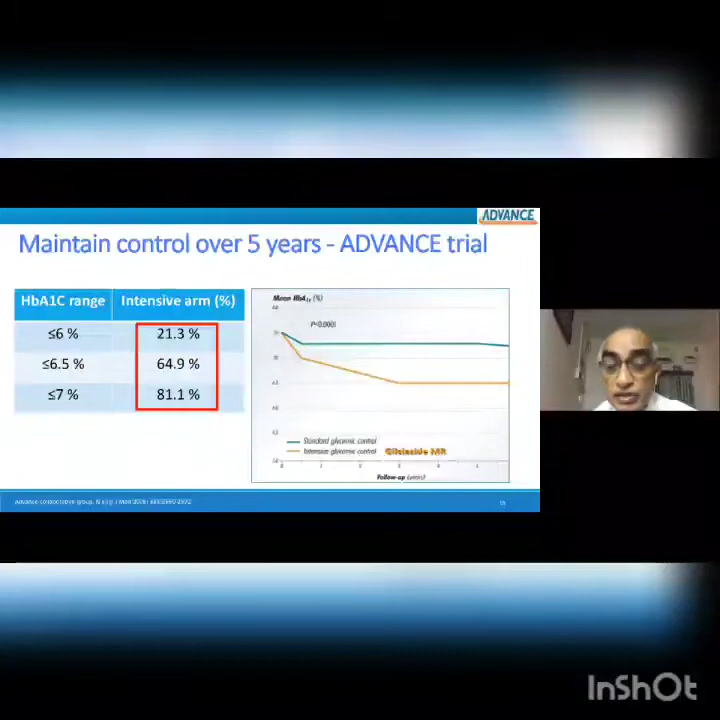 ADVANCE
Maintain control over 5 years - ADVANCE trial
HbA1C range Intensive arm (%)
≤6 % 21.3 %
≤6.5 % 64.9 %
≤7 % 81.1 %
Mean HbA1c (%)
P<0.0001
Standard glycemic control
Intensive glycemic control Gliclazide MR
Follow-up (years)
InShOt